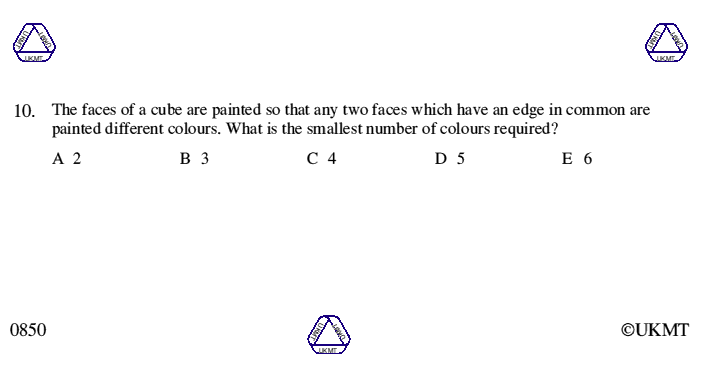 UKMT UKMT UKMT
UKMT UKMT UKMT
10. The faces of a cube are painted so that any two faces which have an edge in common are
painted different colours. What is the smallest number of colours required?
A 2 B 3 C 4 D 5 E 6
0850
UKMT UKMT UKMT
©UKMT